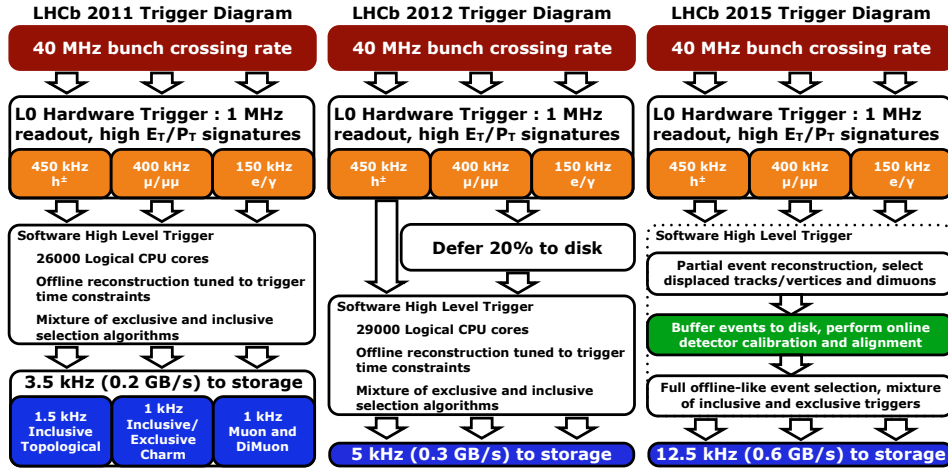 LHCb 2011 Trigger Diagram
40 MHz bunch crossing rate
L0 Hardware Trigger : 1 MHz
readout, high E_T/P_T signatures
450 kHz
h±
400 kHz
μ/μμ
150 kHz
e/γ
Software High Level Trigger
26000 Logical CPU cores
Offline reconstruction tuned to trigger
time constraints
Mixture of exclusive and inclusive
selection algorithms
3.5 kHz (0.2 GB/s) to storage
1.5 kHz
Inclusive
Topological
1 kHz
Inclusive/
Exclusive
Charm
1 kHz
Muon and
DiMuon
LHCb 2012 Trigger Diagram
40 MHz bunch crossing rate
L0 Hardware Trigger : 1 MHz
readout, high E_T/P_T signatures
450 kHz
h±
400 kHz
μ/μμ
150 kHz
e/γ
Defer 20% to disk
Software High Level Trigger
29000 Logical CPU cores
Offline reconstruction tuned to trigger
time constraints
Mixture of exclusive and inclusive
selection algorithms
5 kHz (0.3 GB/s) to storage
LHCb 2015 Trigger Diagram
40 MHz bunch crossing rate
L0 Hardware Trigger : 1 MHz
readout, high E_T/P_T signatures
450 kHz
h±
400 kHz
μ/μμ
150 kHz
e/γ
Software High Level Trigger
Partial event reconstruction, select
displaced tracks/vertices and dimuons
Buffer events to disk, perform online
detector calibration and alignment
Full offline-like event selection, mixture
of inclusive and exclusive triggers
12.5 kHz (0.6 GB/s) to storage